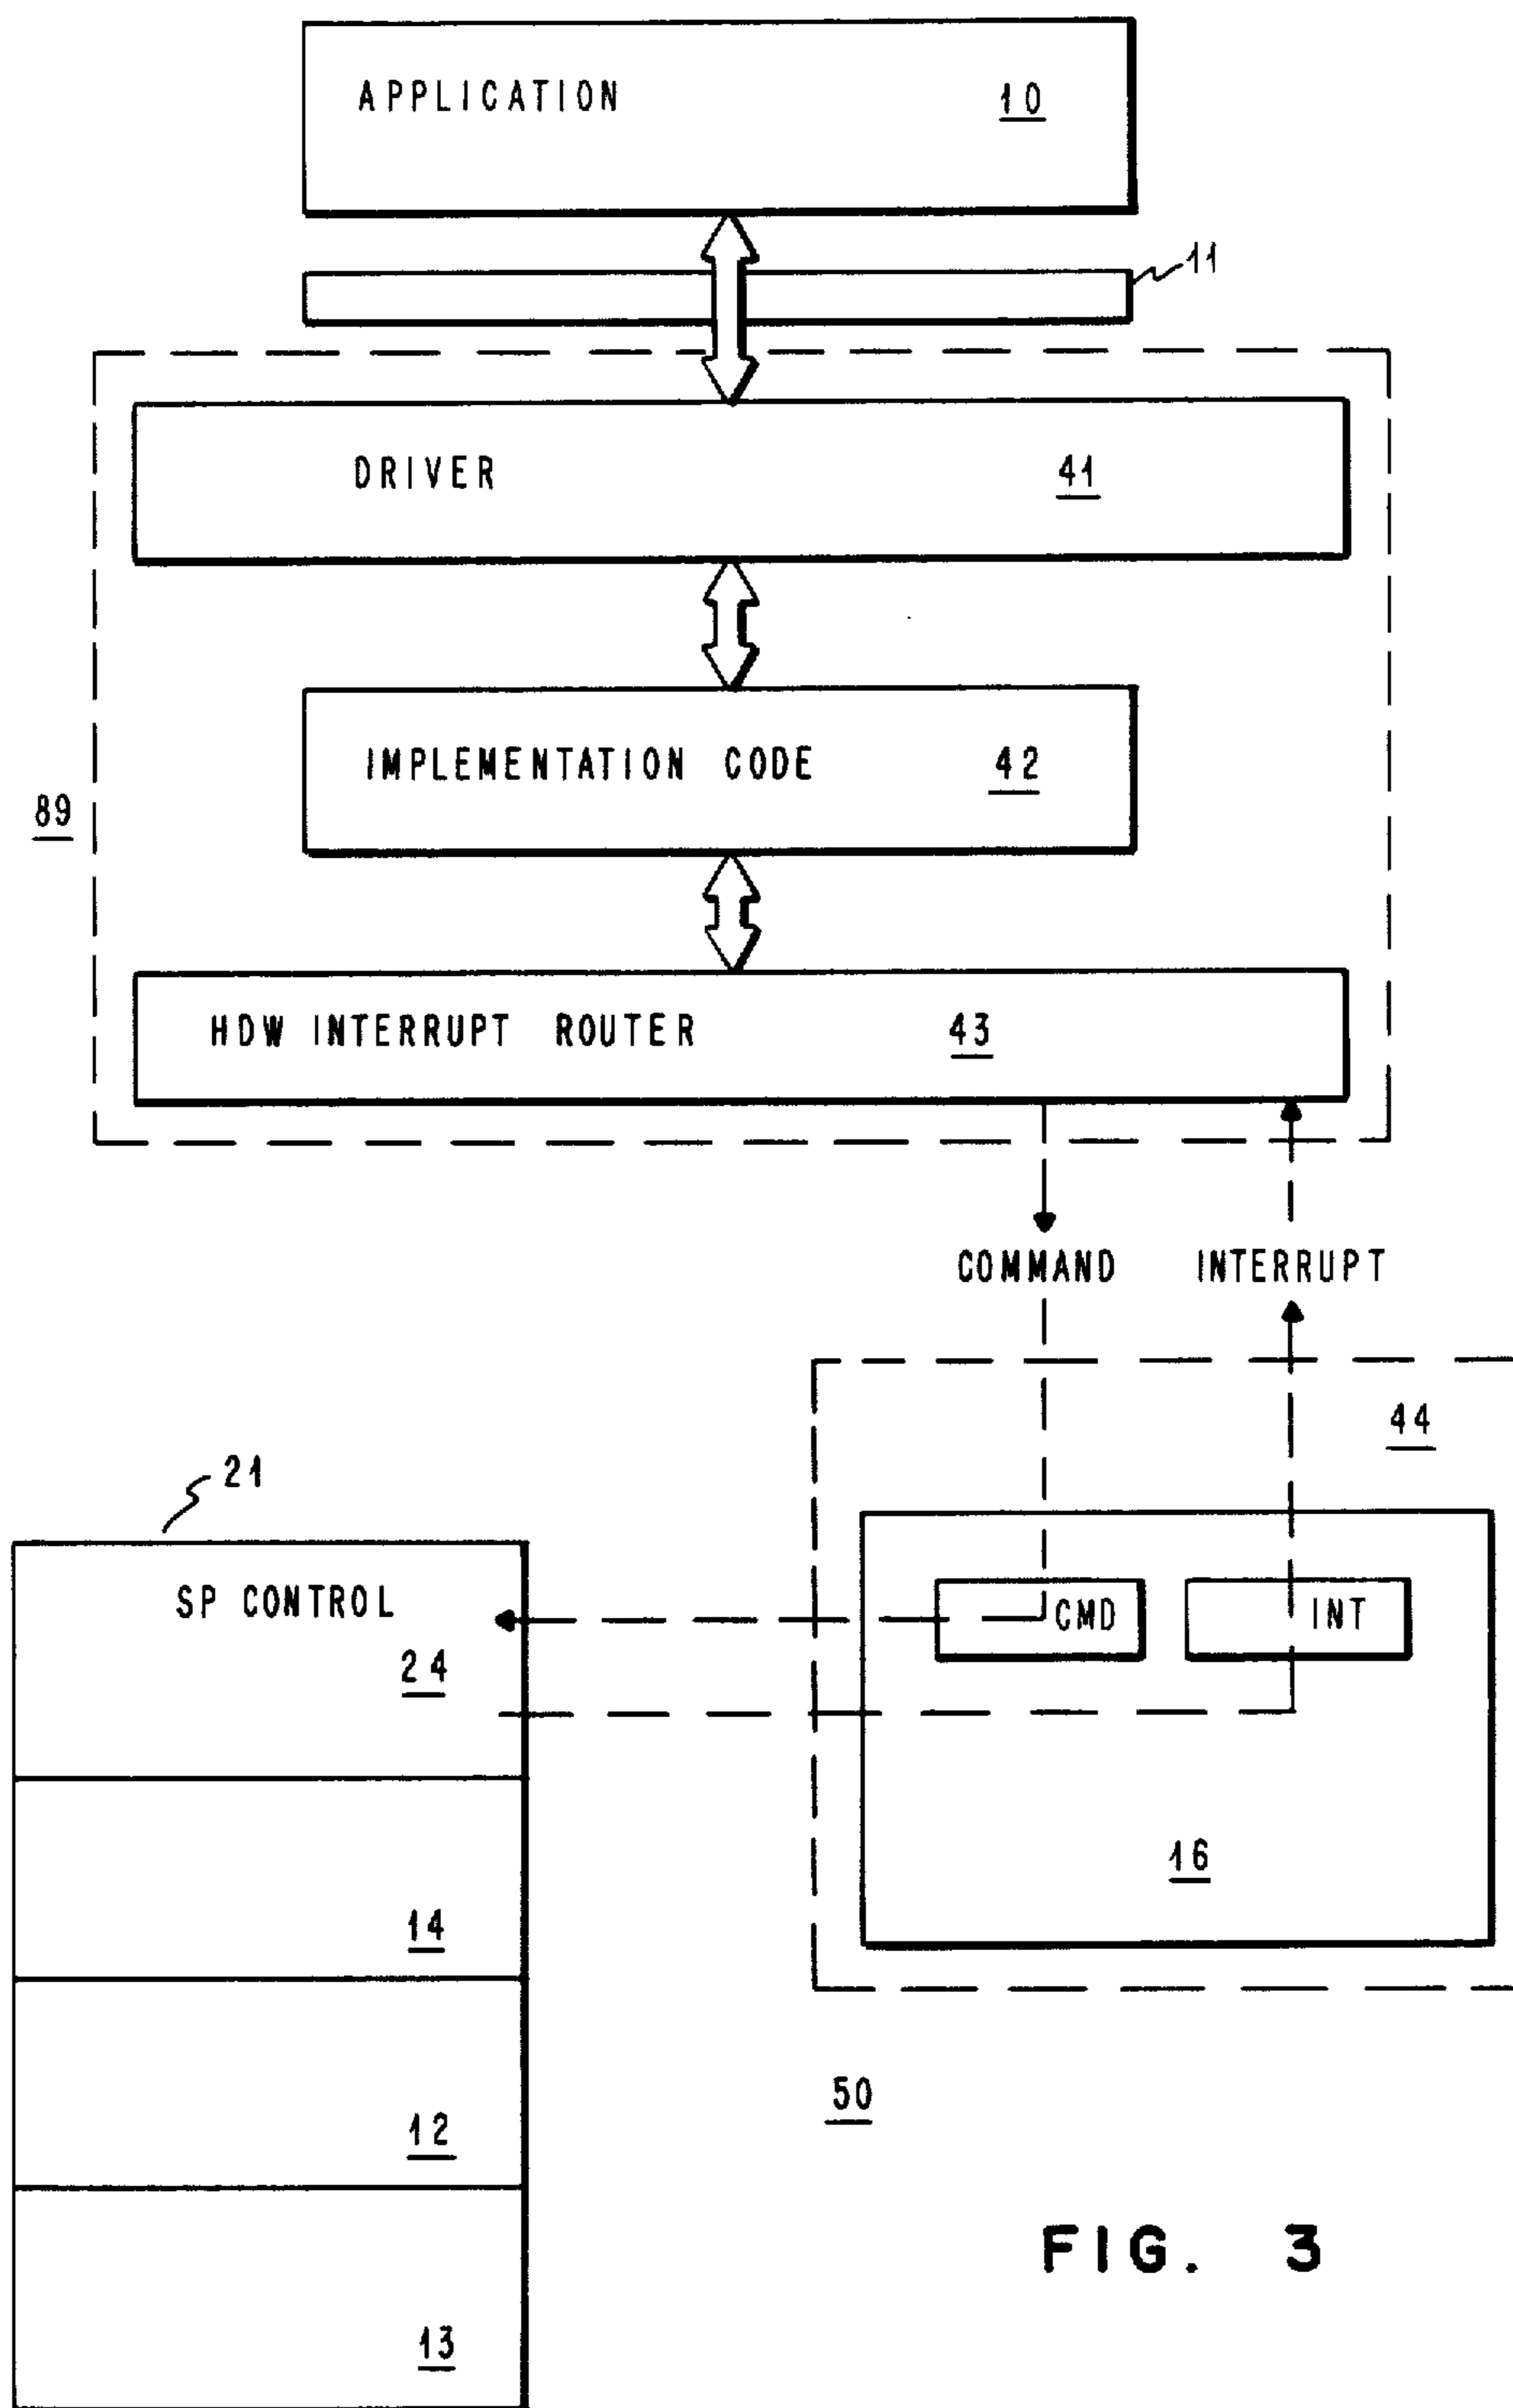 APPLICATION 10
11
DRIVER 41
IMPLEMENTATION CODE 42
89
HDW INTERRUPT ROUTER 43
COMMAND INTERRUPT
44
21
SP CONTROL
24
CMD INT
16
14
12
50
13
FIG. 3